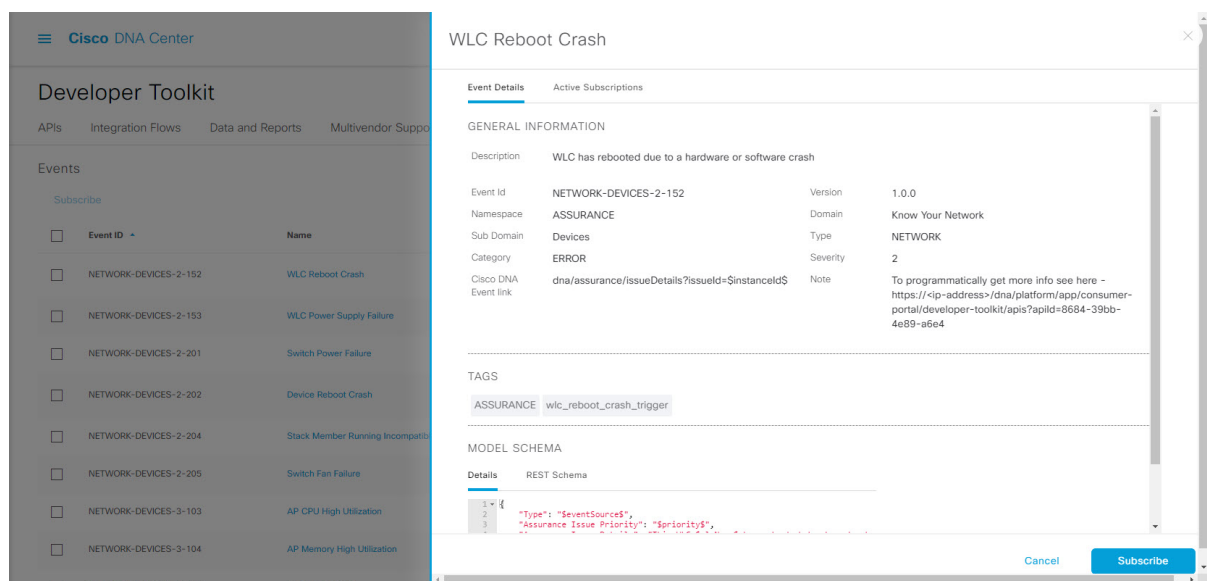 Cisco DNA Center
Developer Toolkit
APIs Integration Flows Data and Reports Multivendor Suppo
Events
Subscribe
Event ID Name
NETWORK-DEVICES-2-152 WLC Reboot Crash
NETWORK-DEVICES-2-153 WLC Power Supply Failure
NETWORK-DEVICES-2-201 Switch Power Failure
NETWORK-DEVICES-2-202 Device Reboot Crash
NETWORK-DEVICES-2-204 Stack Member Running Incompatib
NETWORK-DEVICES-2-205 Switch Fan Failure
NETWORK-DEVICES-3-103 AP CPU High Utilization
NETWORK-DEVICES-3-104 AP Memory High Utilization
WLC Reboot Crash
Event Details Active Subscriptions
GENERAL INFORMATION
Description WLC has rebooted due to a hardware or software crash
Event Id NETWORK-DEVICES-2-152 Version 1.0.0
Namespace ASSURANCE Domain Know Your Network
Sub Domain Devices Type NETWORK
Category ERROR Severity 2
Cisco DNA Event link dna/assurance/issueDetails?issueId=$instanceId$ Note To programmatically get more info see here -
https://<ip-address>/dna/platform/app/consumer-
portal/developer-toolkit/apis?apiId=8684-39bb-
4e89-a6e4
TAGS
ASSURANCE wlc_reboot_crash_trigger
MODEL SCHEMA
Details REST Schema
1 {
2 "Type": "$eventSource$",
3 "Assurance Issue Priority": "$priority$",
Cancel Subscribe